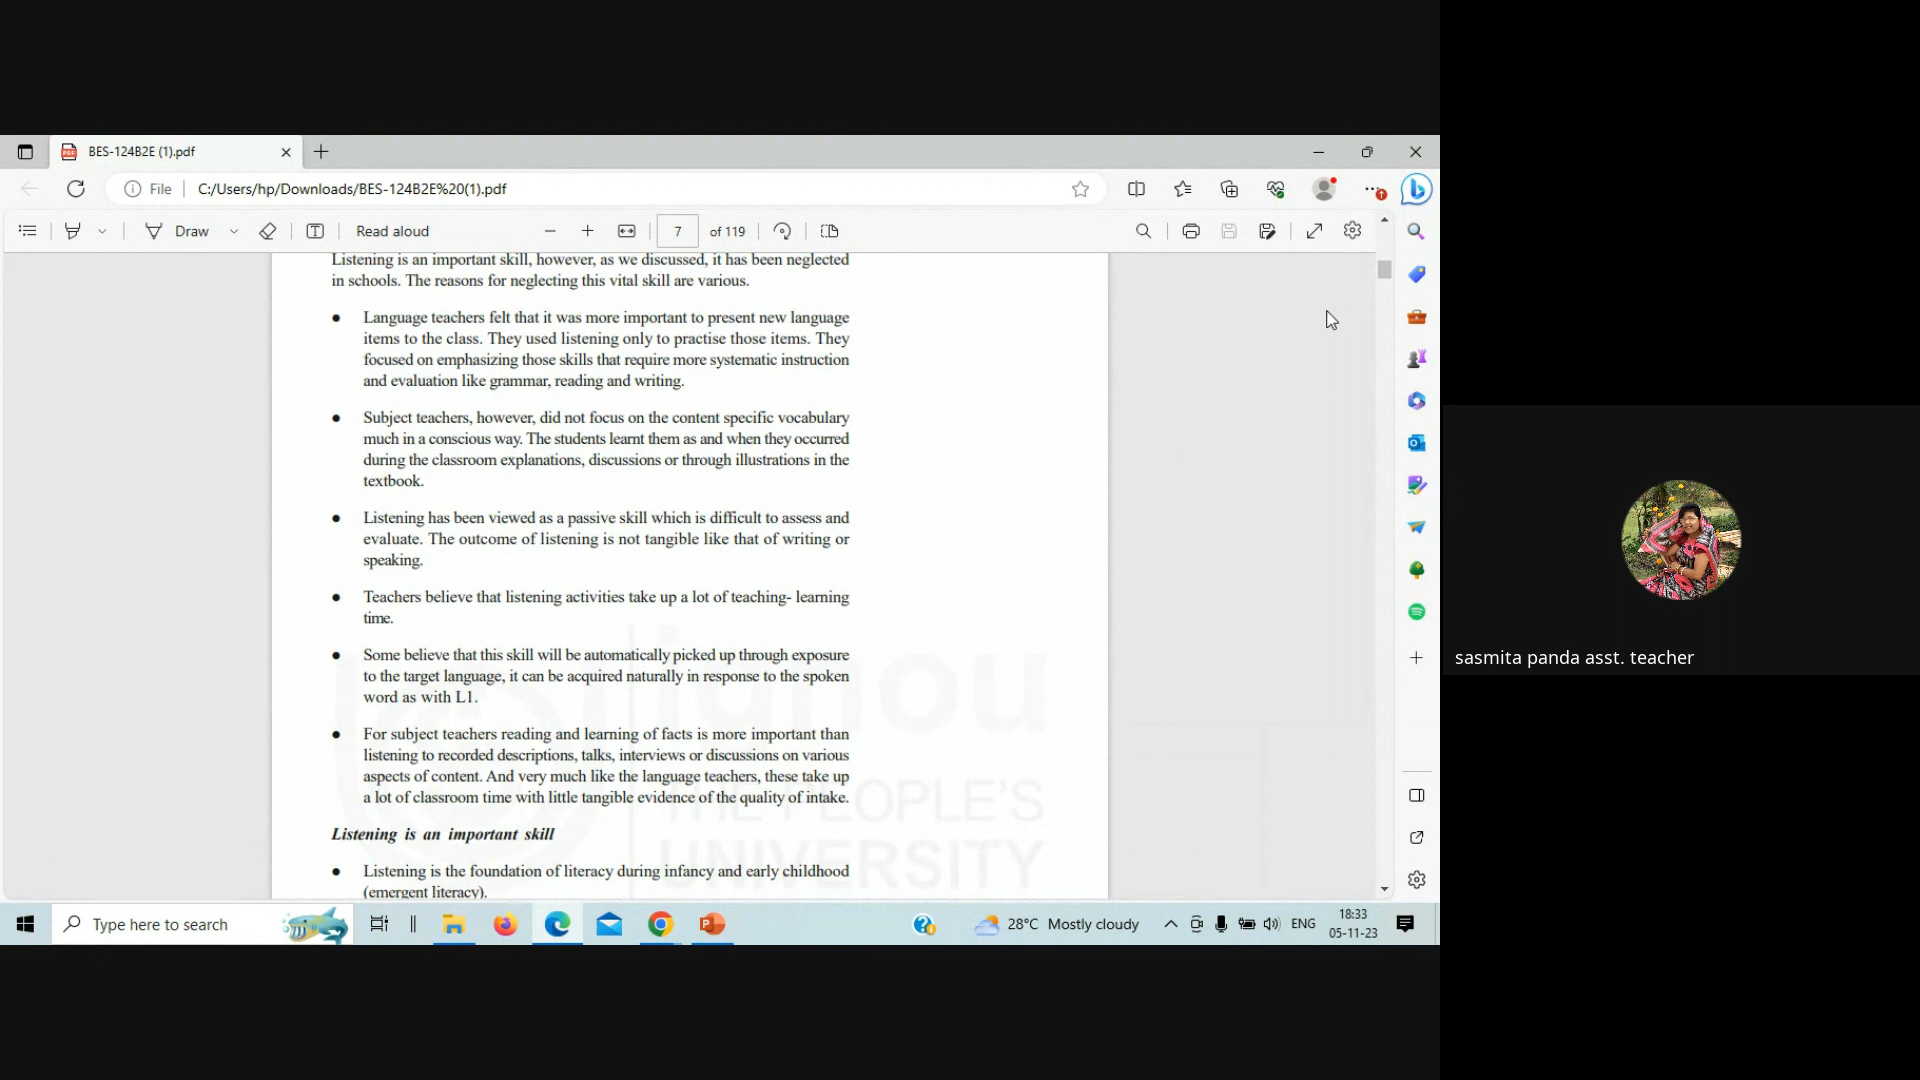 BES-124B2E (1).pdf
File
C:/Users/hp/Downloads/BES-124B2E%20(1).pdf
Draw
Read aloud
7
of 119
Listening is an important skill, however, as we discussed, it has been neglected
in schools. The reasons for neglecting this vital skill are various.
● Language teachers felt that it was more important to present new language
items to the class. They used listening only to practise those items. They
focused on emphasizing those skills that require more systematic instruction
and evaluation like grammar, reading and writing.
● Subject teachers, however, did not focus on the content specific vocabulary
much in a conscious way. The students learnt them as and when they occurred
during the classroom explanations, discussions or through illustrations in the
textbook.
● Listening has been viewed as a passive skill which is difficult to assess and
evaluate. The outcome of listening is not tangible like that of writing or
speaking.
● Teachers believe that listening activities take up a lot of teaching- learning
time.
● Some believe that this skill will be automatically picked up through exposure
to the target language, it can be acquired naturally in response to the spoken
word as with L1.
● For subject teachers reading and learning of facts is more important than
listening to recorded descriptions, talks, interviews or discussions on various
aspects of content. And very much like the language teachers, these take up
a lot of classroom time with little tangible evidence of the quality of intake.
Listening is an important skill
● Listening is the foundation of literacy during infancy and early childhood
(emergent literacy).
ignou
THE PEOPLE'S
UNIVERSITY
sasmita panda asst. teacher
Type here to search
28°C Mostly cloudy
ENG
18:33
05-11-23